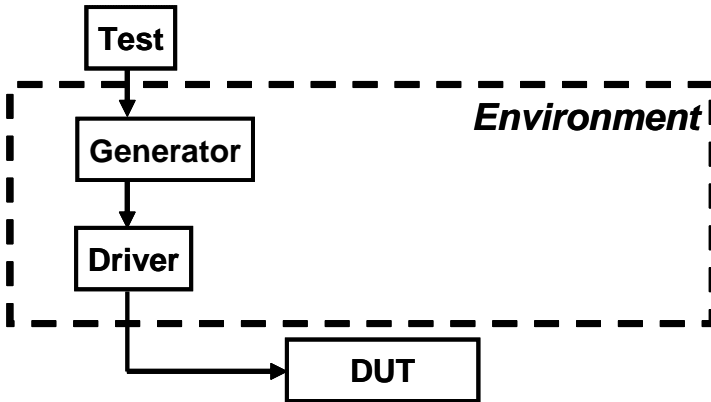 Test
Environment
Generator
Driver
DUT